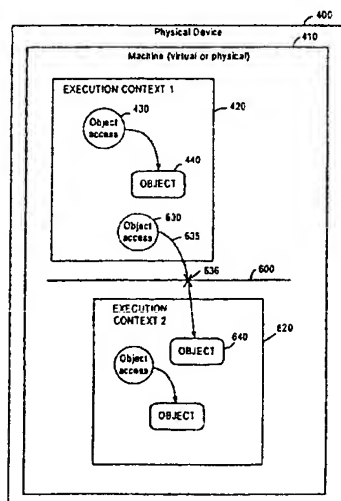 400
Physical Device
410
Machine (Virtual or physical)
EXECUTION CONTEXT 1
430
420
Object
access
440
OBJECT
630
Object
access
635
636
600
EXECUTION
CONTEXT 2
620
OBJECT
640
Object
access
OBJECT